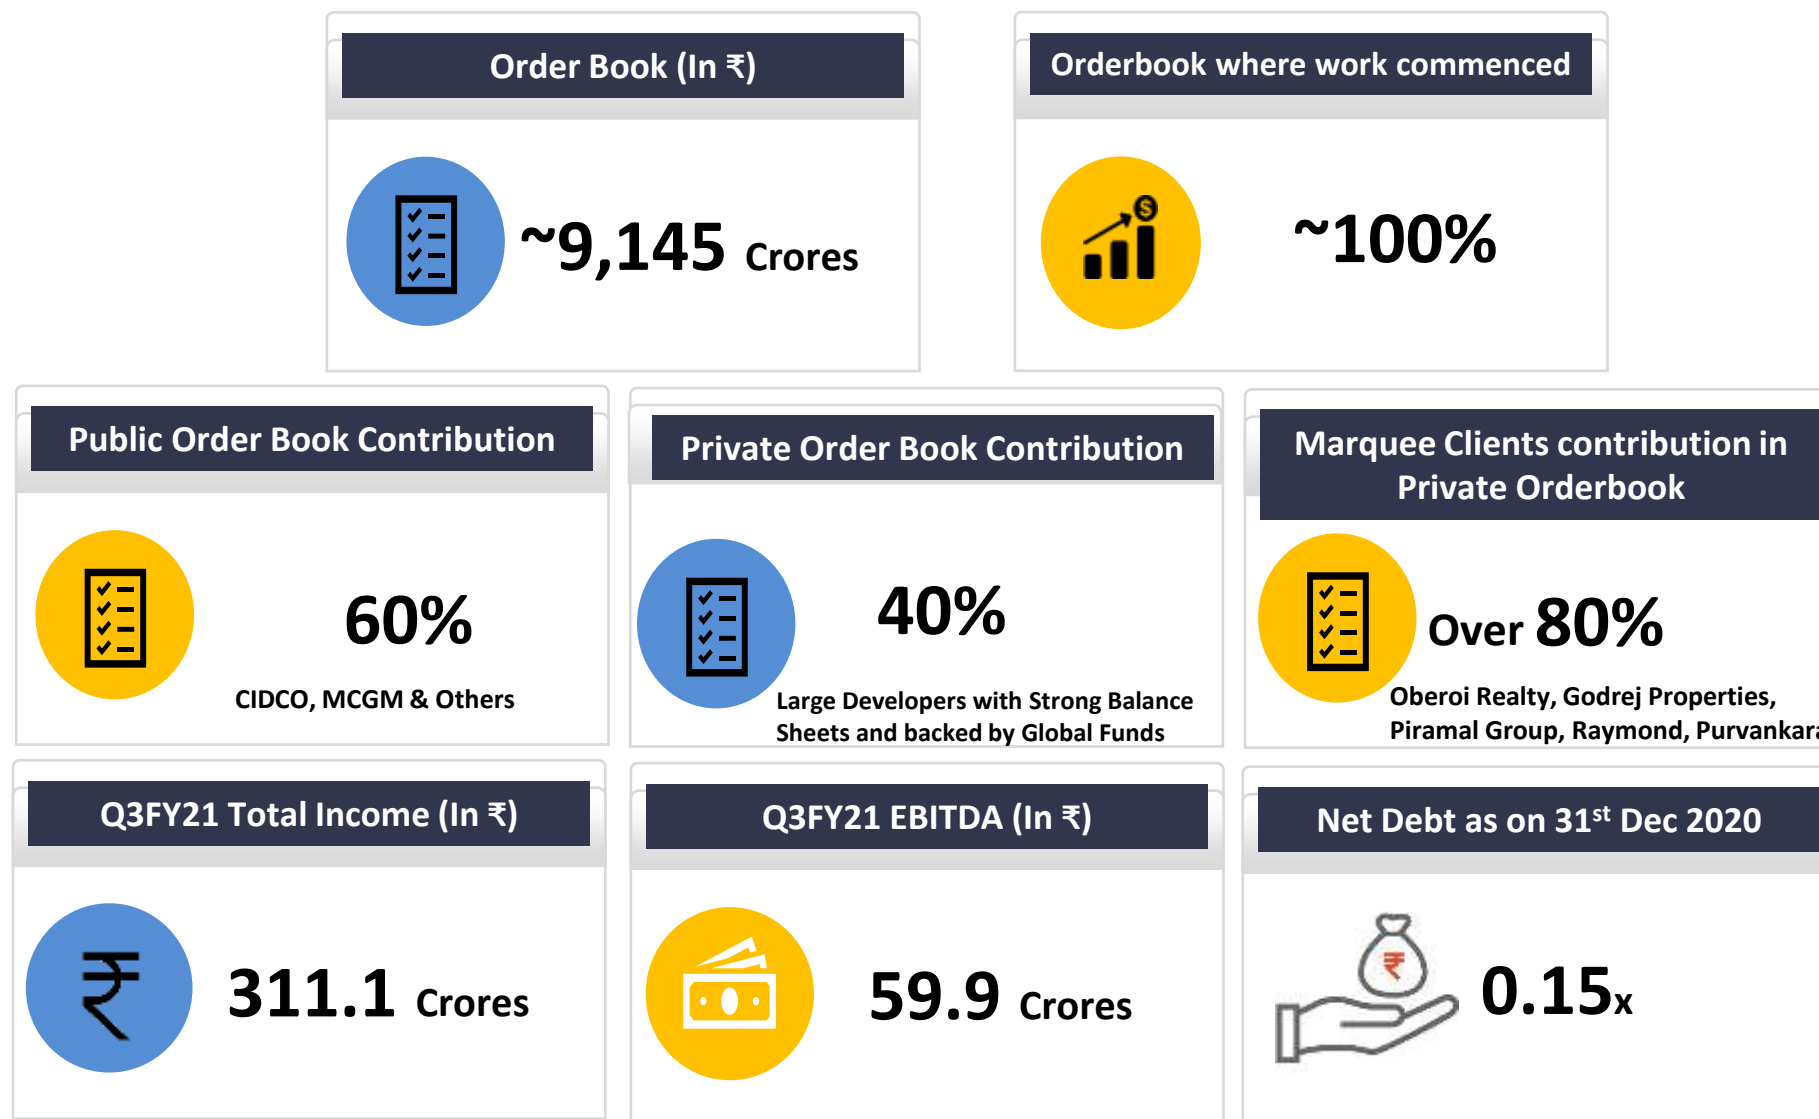 Order Book (In ₹)
~9,145 Crores
Orderbook where work commenced
~100%
Public Order Book Contribution
60%
CIDCO, MCGM & Others
Private Order Book Contribution
40%
Large Developers with Strong Balance
Sheets and backed by Global Funds
Marquee Clients contribution in
Private Orderbook
Over 80%
Oberoi Realty, Godrej Properties,
Piramal Group, Raymond, Purvankara
Q3FY21 Total Income (In ₹)
₹
311.1 Crores
Q3FY21 EBITDA (In ₹)
59.9 Crores
Net Debt as on 31st Dec 2020
₹
0.15x